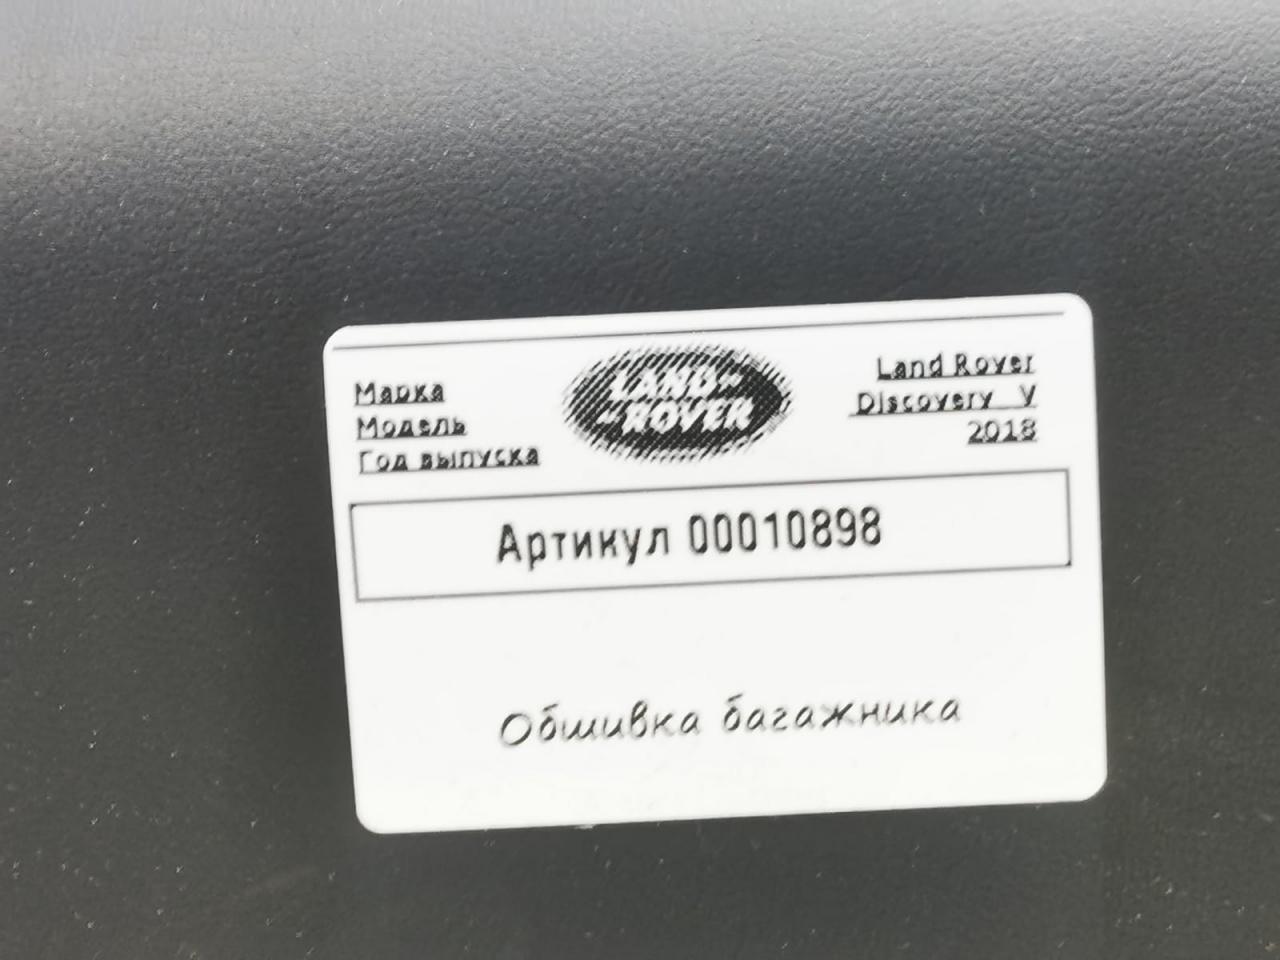 Марка
Модель
Год выпуска
LAND
ROVER
Land Rover
Discovery V
2018
Артикул 00010898
Обшивка багажника